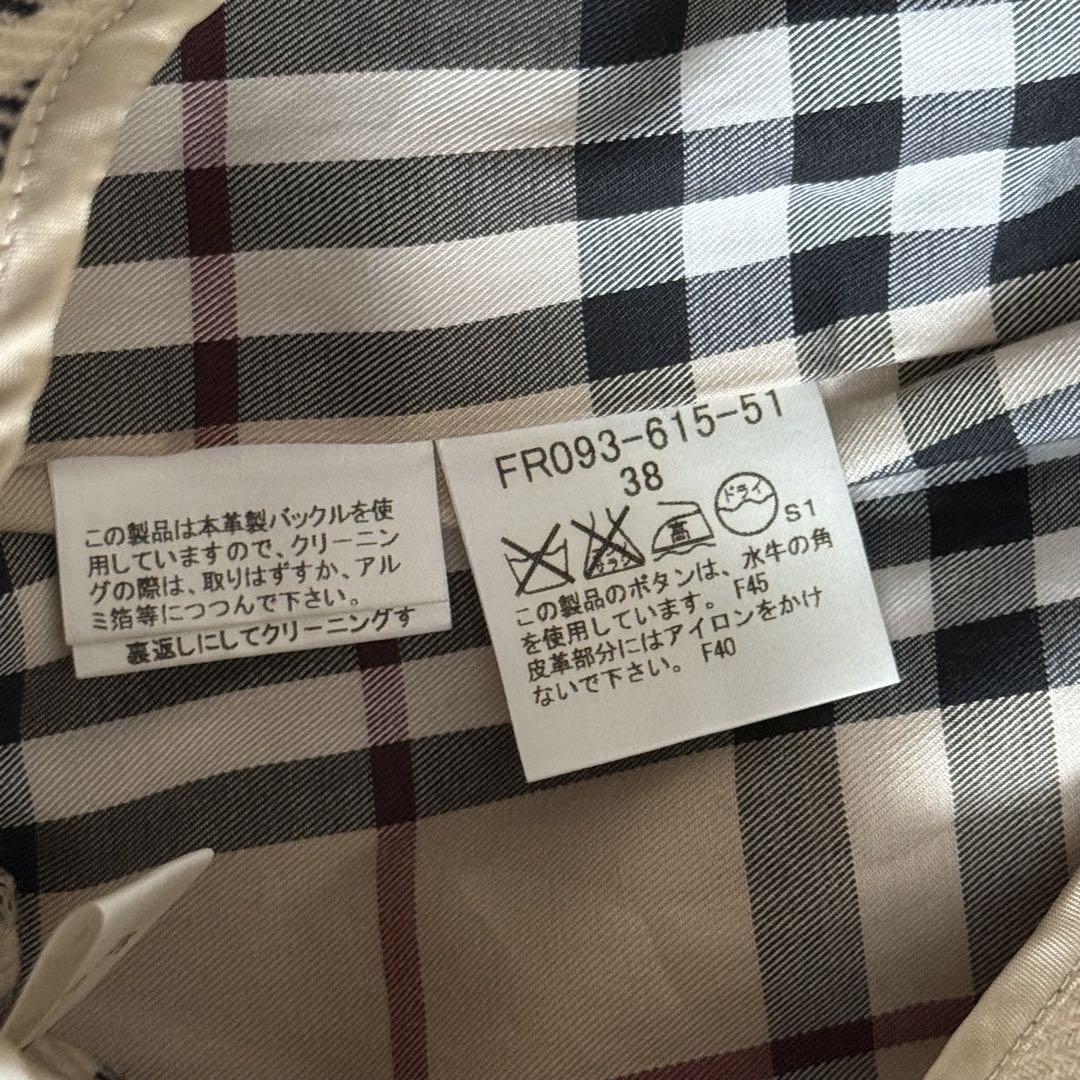 この製品は本革製バックルを使
用していますので、クリーニン
グの際は、取りはずすか、アル
ミ箔等につつんで下さい。
裏返しにしてクリーニングす
FR093-615-51
38
エンソ
サラシ
高
ドライ
S1
この製品のボタンは、水牛の角
を使用しています。 F45
皮革部分にはアイロンをかけ
ないで下さい。 F40